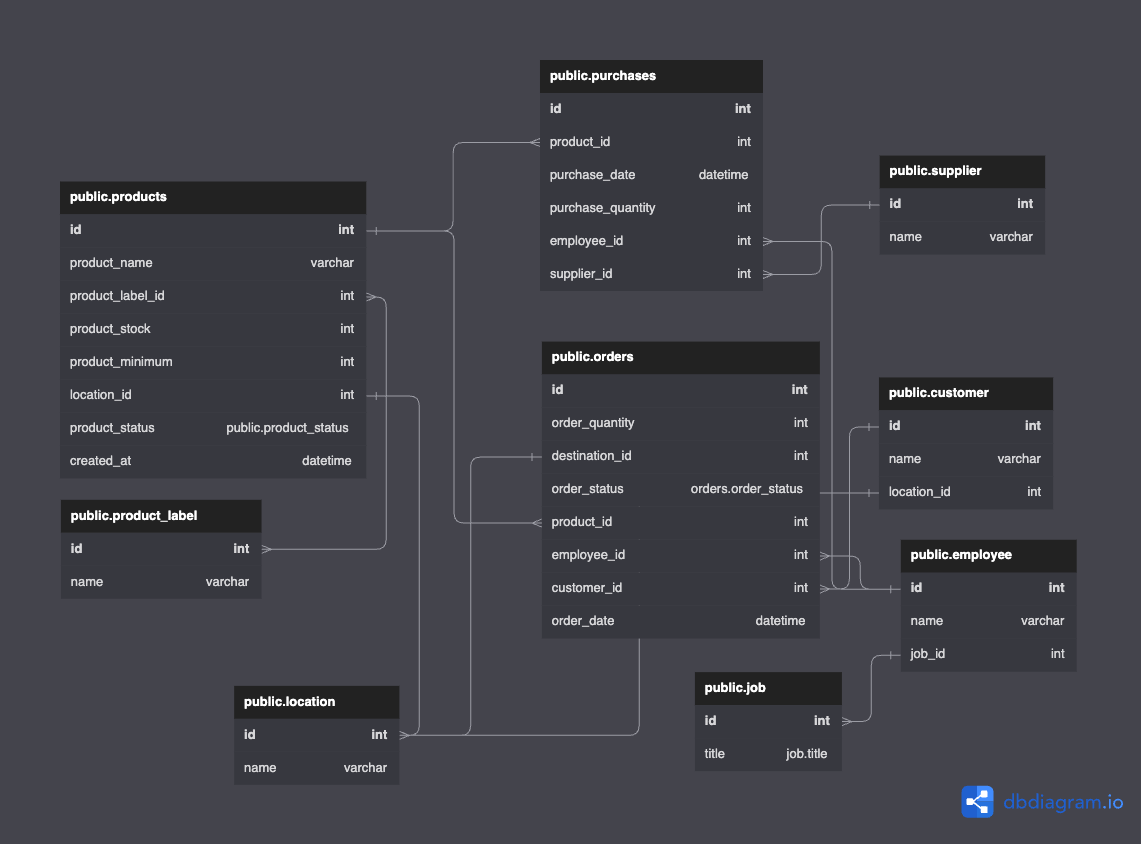 public.purchases
id int
product_id int
purchase_date datetime
purchase_quantity int
employee_id int
supplier_id int
public.supplier
id int
name varchar
public.products
id int
product_name varchar
product_label_id int
product_stock int
product_minimum int
location_id int
product_status public.product_status
created_at datetime
public.orders
id int
order_quantity int
destination_id int
order_status orders.order_status
product_id int
employee_id int
customer_id int
order_date datetime
public.customer
id int
name varchar
location_id int
public.product_label
id int
name varchar
public.employee
id int
name varchar
job_id int
public.location
id int
name varchar
public.job
id int
title job.title
dbdiagram.io